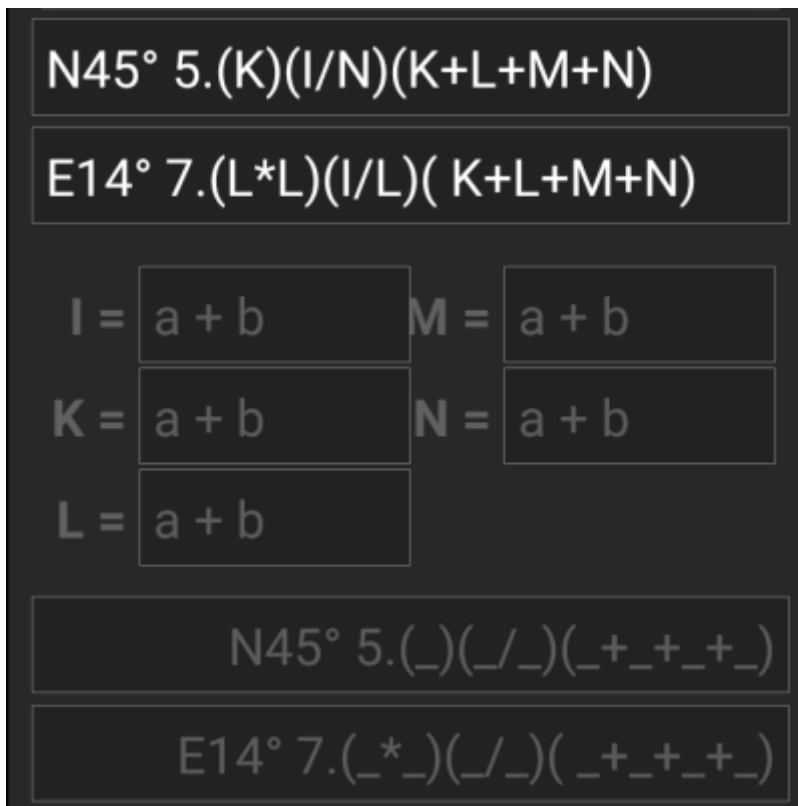 N45° 5.(K)(I/N)(K+L+M+N)
E14° 7.(L*L)(I/L)( K+L+M+N)
I = a + b M = a + b
K = a + b N = a + b
L = a + b
N45° 5.(_)(_/_)(_+_+_+_)
E14° 7.(_*_)(_/_)( _+_+_+_)